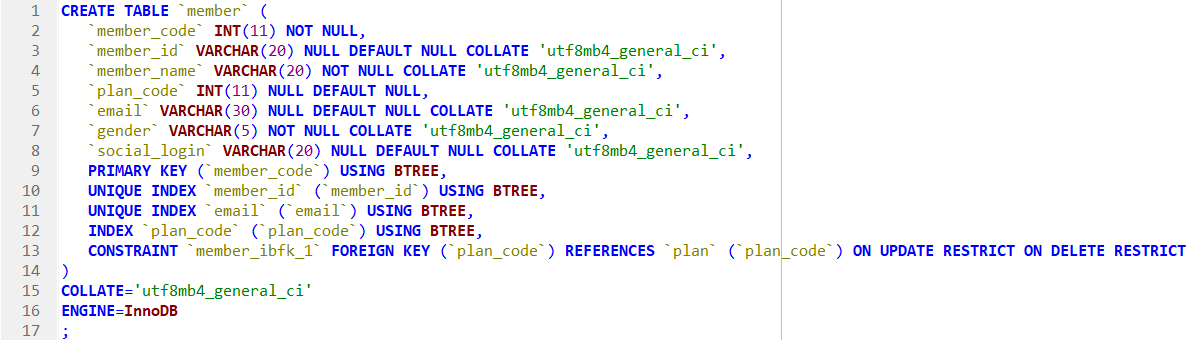 1 CREATE TABLE `member` (
2 `member_code` INT(11) NOT NULL,
3 `member_id` VARCHAR(20) NULL DEFAULT NULL COLLATE 'utf8mb4_general_ci',
4 `member_name` VARCHAR(20) NOT NULL COLLATE 'utf8mb4_general_ci',
5 `plan_code` INT(11) NULL DEFAULT NULL,
6 `email` VARCHAR(30) NULL DEFAULT NULL COLLATE 'utf8mb4_general_ci',
7 `gender` VARCHAR(5) NOT NULL COLLATE 'utf8mb4_general_ci',
8 `social_login` VARCHAR(20) NULL DEFAULT NULL COLLATE 'utf8mb4_general_ci',
9 PRIMARY KEY (`member_code`) USING BTREE,
10 UNIQUE INDEX `member_id` (`member_id`) USING BTREE,
11 UNIQUE INDEX `email` (`email`) USING BTREE,
12 INDEX `plan_code` (`plan_code`) USING BTREE,
13 CONSTRAINT `member_ibfk_1` FOREIGN KEY (`plan_code`) REFERENCES `plan` (`plan_code`) ON UPDATE RESTRICT ON DELETE RESTRICT
14 )
15 COLLATE='utf8mb4_general_ci'
16 ENGINE=InnoDB
17 ;